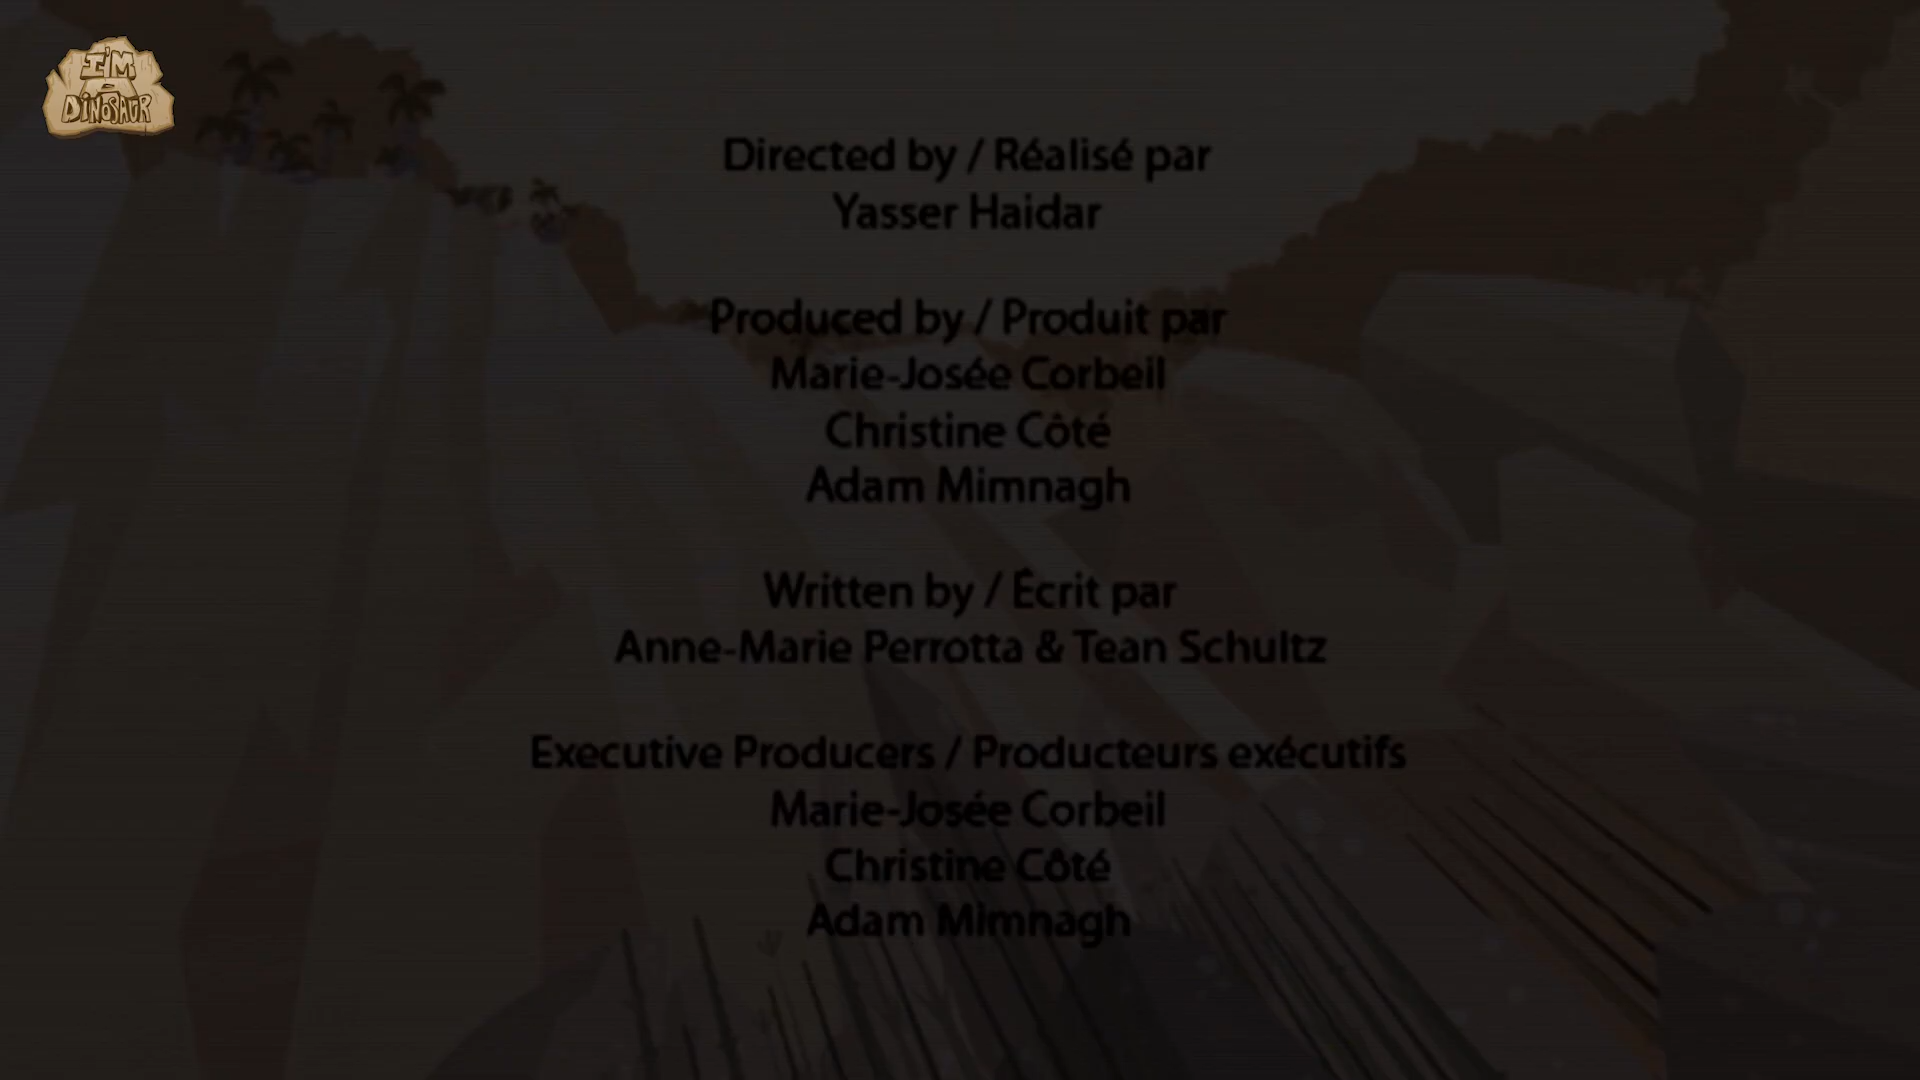 I'M
A
DINOSAUR
Directed by / Réalisé par
Yasser Haidar
Produced by / Produit par
Marie-Josée Corbeil
Christine Côté
Adam Mimnagh
Written by / Écrit par
Anne-Marie Perrotta & Tean Schultz
Executive Producers / Producteurs exécutifs
Marie-Josée Corbeil
Christine Côté
Adam Mimnagh